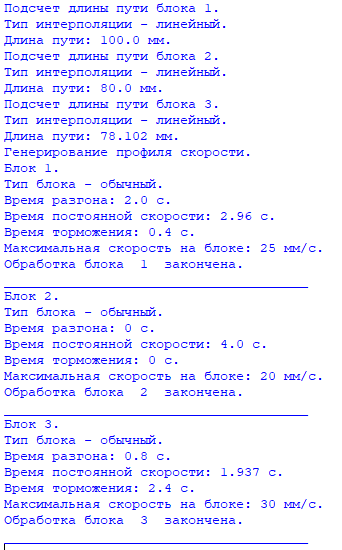 Подсчет длины пути блока 1.
Тип интерполяции - линейный.
Длина пути: 100.0 мм.
Подсчет длины пути блока 2.
Тип интерполяции - линейный.
Длина пути: 80.0 мм.
Подсчет длины пути блока 3.
Тип интерполяции - линейный.
Длина пути: 78.102 мм.
Генерирование профиля скорости.
Блок 1.
Тип блока - обычный.
Время разгона: 2.0 с.
Время постоянной скорости: 2.96 с.
Время торможения: 0.4 с.
Максимальная скорость на блоке: 25 мм/с.
Обработка блока  1  закончена.
Блок 2.
Тип блока - обычный.
Время разгона: 0 с.
Время постоянной скорости: 4.0 с.
Время торможения: 0 с.
Максимальная скорость на блоке: 20 мм/с.
Обработка блока  2  закончена.
Блок 3.
Тип блока - обычный.
Время разгона: 0.8 с.
Время постоянной скорости: 1.937 с.
Время торможения: 2.4 с.
Максимальная скорость на блоке: 30 мм/с.
Обработка блока  3  закончена.